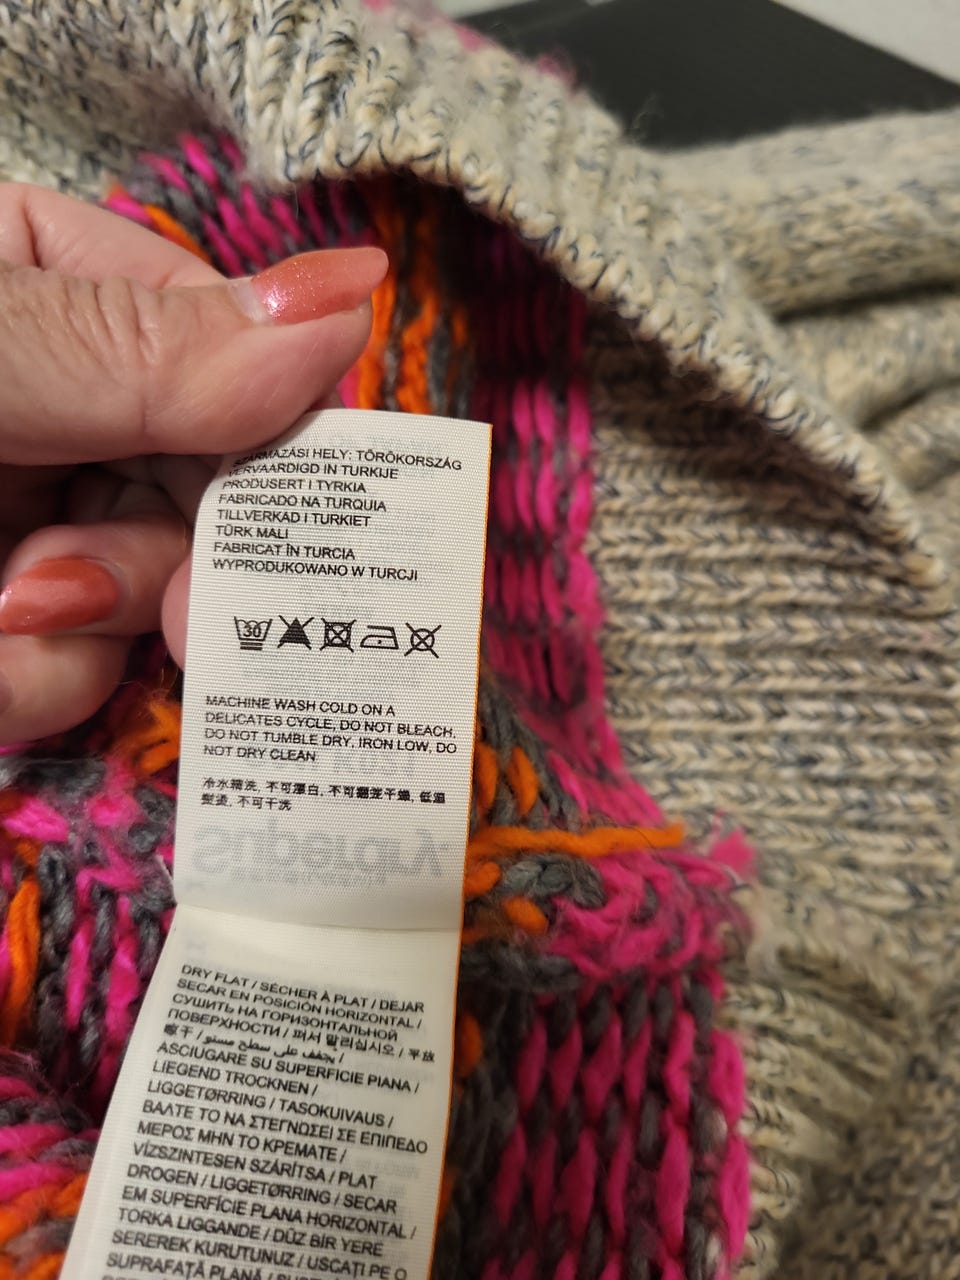 SZÁRMAZÁSI HELY: TÖRÖKORSZÁG
VERVAARDIGD IN TURKIJE
PRODUSERT I TYRKIA
FABRICADO NA TURQUIA
TILLVERKAD I TURKIET
TÜRK MALI
FABRICAT ÎN TURCIA
WYPRODUKOWANO W TURCJI
30
MACHINE WASH COLD ON A
DELICATES CYCLE, DO NOT BLEACH,
DO NOT TUMBLE DRY, IRON LOW, DO
NOT DRY CLEAN
冷水精洗, 不可漂白, 不可翻笼干燥, 低温
熨烫, 不可干洗
Superdry.
DRY FLAT / SÉCHER À PLAT / DEJAR
SECAR EN POSICIÓN HORIZONTAL /
СУШИТЬ НА ГОРИЗОНТАЛЬНОЙ
ПОВЕРХНОСТИ / 펴서 말리십시오 / 平放
晾干 / يجفف على سطح مستو /
ASCIUGARE SU SUPERFICIE PIANA /
LIEGEND TROCKNEN /
LIGGETØRRING / TASOKUIVAUS /
ΒΑΛΤΕ ΤΟ ΝΑ ΣΤΕΓΝΩΣΕΙ ΣΕ ΕΠΙΠΕΔΟ
ΜΕΡΟΣ ΜΗΝ ΤΟ ΚΡΕΜΑΤΕ /
VÍZSZINTESEN SZÁRÍTSA / PLAT
DROGEN / LIGGETØRRING / SECAR
EM SUPERFÍCIE PLANA HORIZONTAL /
TORKA LIGGANDE / DÜZ BİR YERE
SEREREK KURUTUNUZ / USCAȚI PE O
SUPRAFAȚĂ PLANĂ /